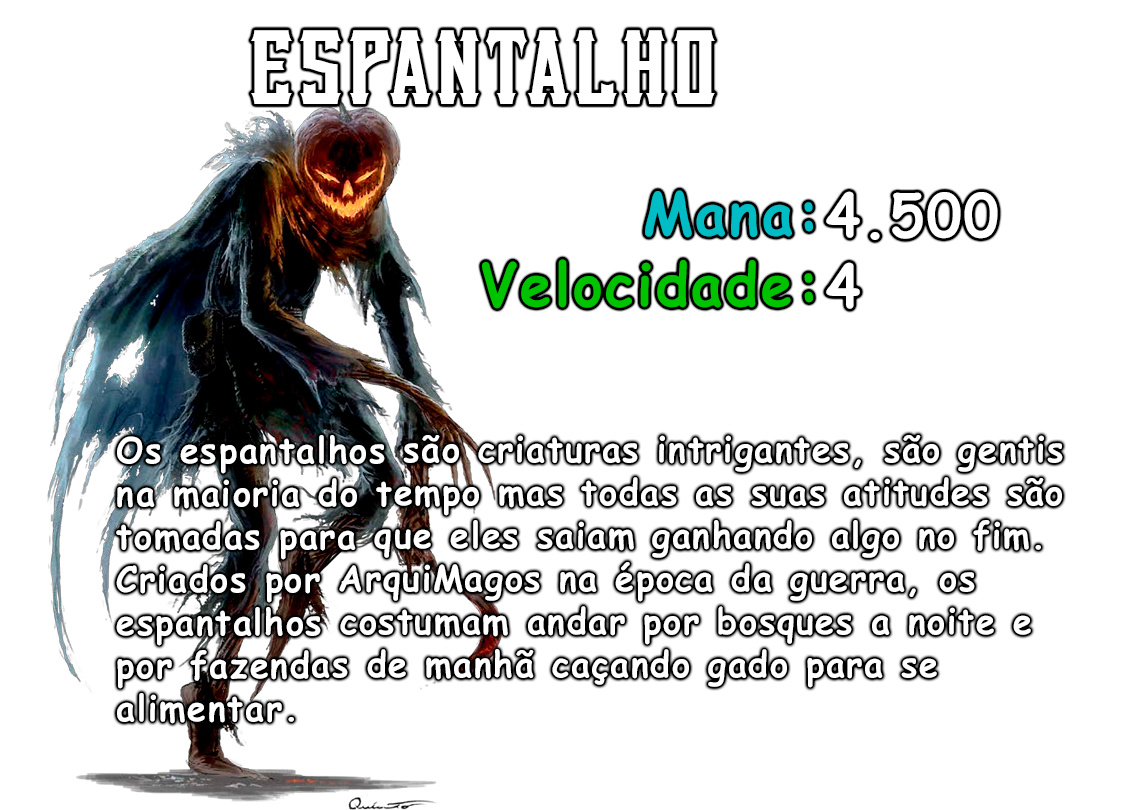 ESPANTALHO
Mana:4.500
Velocidade:4
Os espantalhos são criaturas intrigantes, são gentis
na maioria do tempo mas todas as suas atitudes são
tomadas para que eles saiam ganhando algo no fim.
Criados por ArquiMagos na época da guerra, os
espantalhos costumam andar por bosques a noite e
por fazendas de manhã caçando gado para se
alimentar.